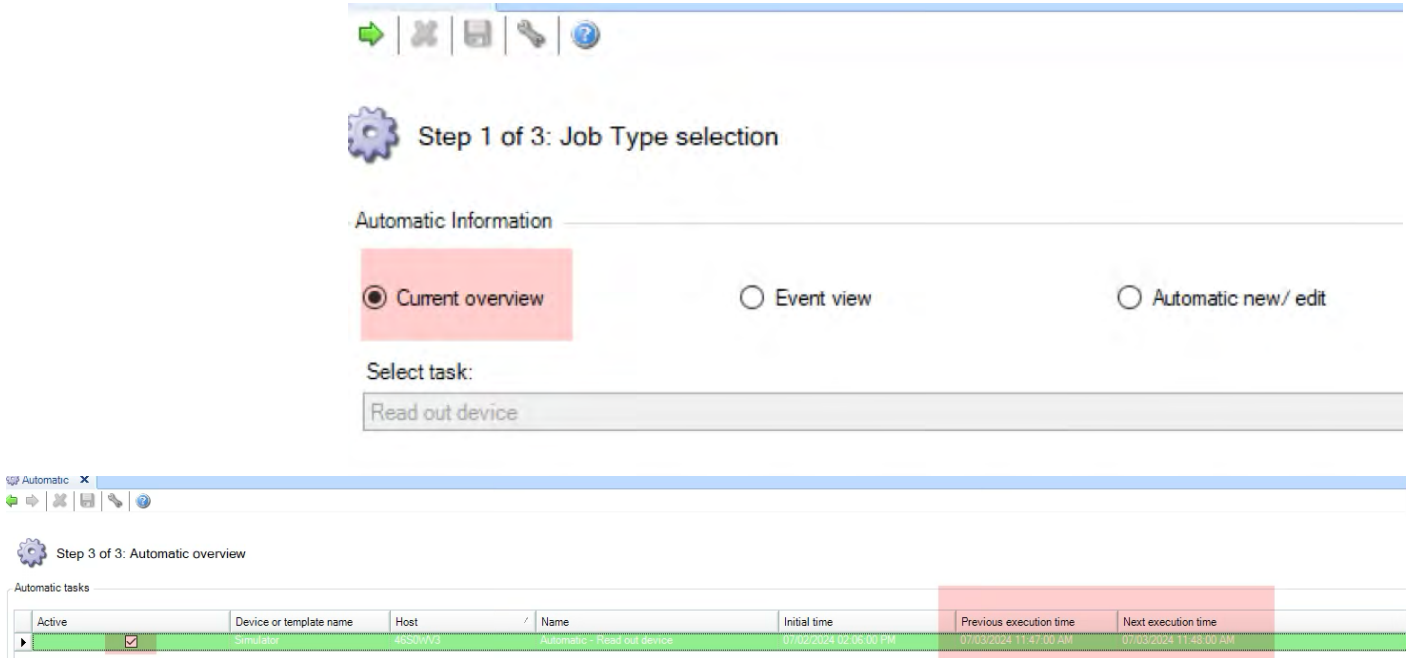 Step 1 of 3: Job Type selection
Automatic Information
Current overview Event view Automatic new/ edit
Select task:
Read out device
Automatic
Step 3 of 3: Automatic overview
Automatic tasks
Active Device or template name Host Name Initial time Previous execution time Next execution time
Simulator 46S0WV3 Automatic - Read out device 07/02/2024 02:06:00 PM 07/03/2024 11:47:00 AM 07/03/2024 11:48:00 AM